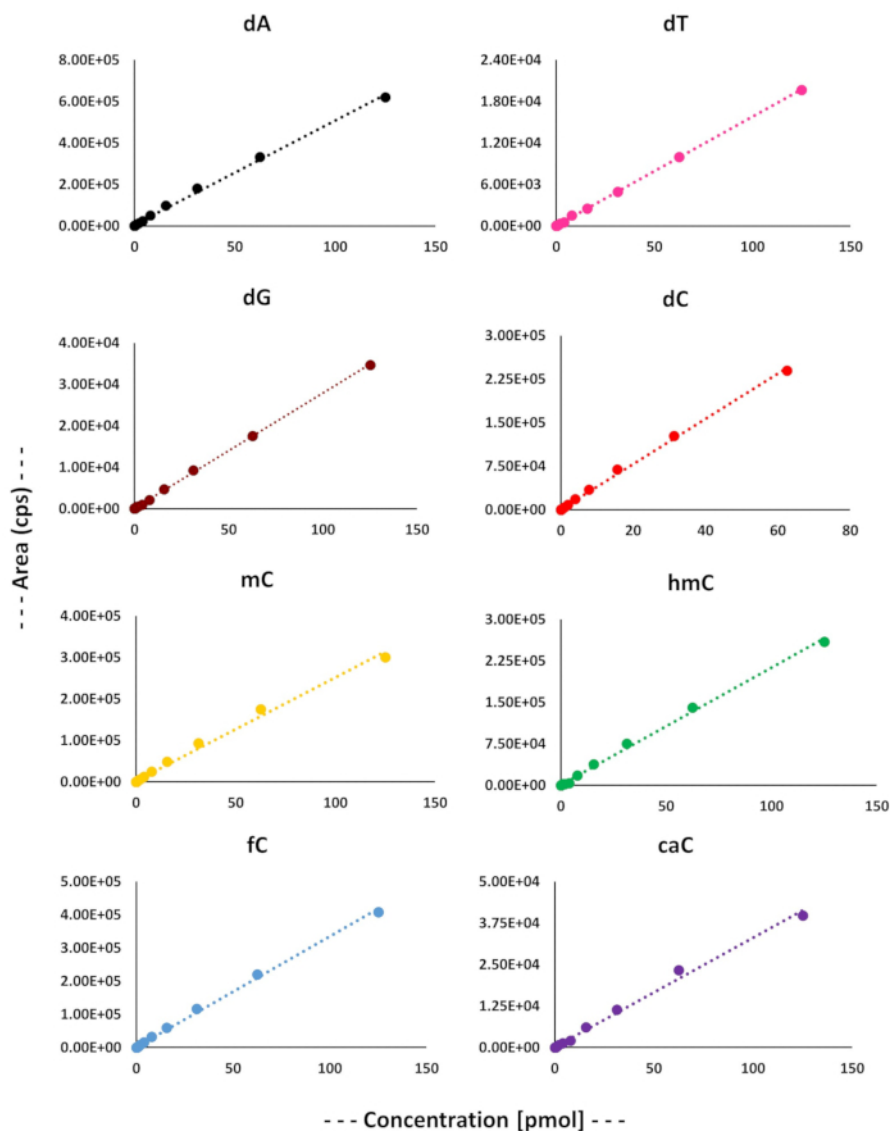 dA
8.00E+05
6.00E+05
4.00E+05
2.00E+05
0.00E+00
0 50 100 150
dT
2.40E+04
1.80E+04
1.20E+04
6.00E+03
0.00E+00
0 50 100 150
dG
4.00E+04
3.00E+04
2.00E+04
1.00E+04
0.00E+00
0 50 100 150
dC
3.00E+05
2.25E+05
1.50E+05
7.50E+04
0.00E+00
0 20 40 60 80
- - - - Area (cps) - - - -
mC
4.00E+05
3.00E+05
2.00E+05
1.00E+05
0.00E+00
0 50 100 150
hmC
3.00E+05
2.25E+05
1.50E+05
7.50E+04
0.00E+00
0 50 100 150
fC
5.00E+05
4.00E+05
3.00E+05
2.00E+05
1.00E+05
0.00E+00
0 50 100 150
caC
5.00E+04
3.75E+04
2.50E+04
1.25E+04
0.00E+00
0 50 100 150
- - - Concentration [pmol] - - -